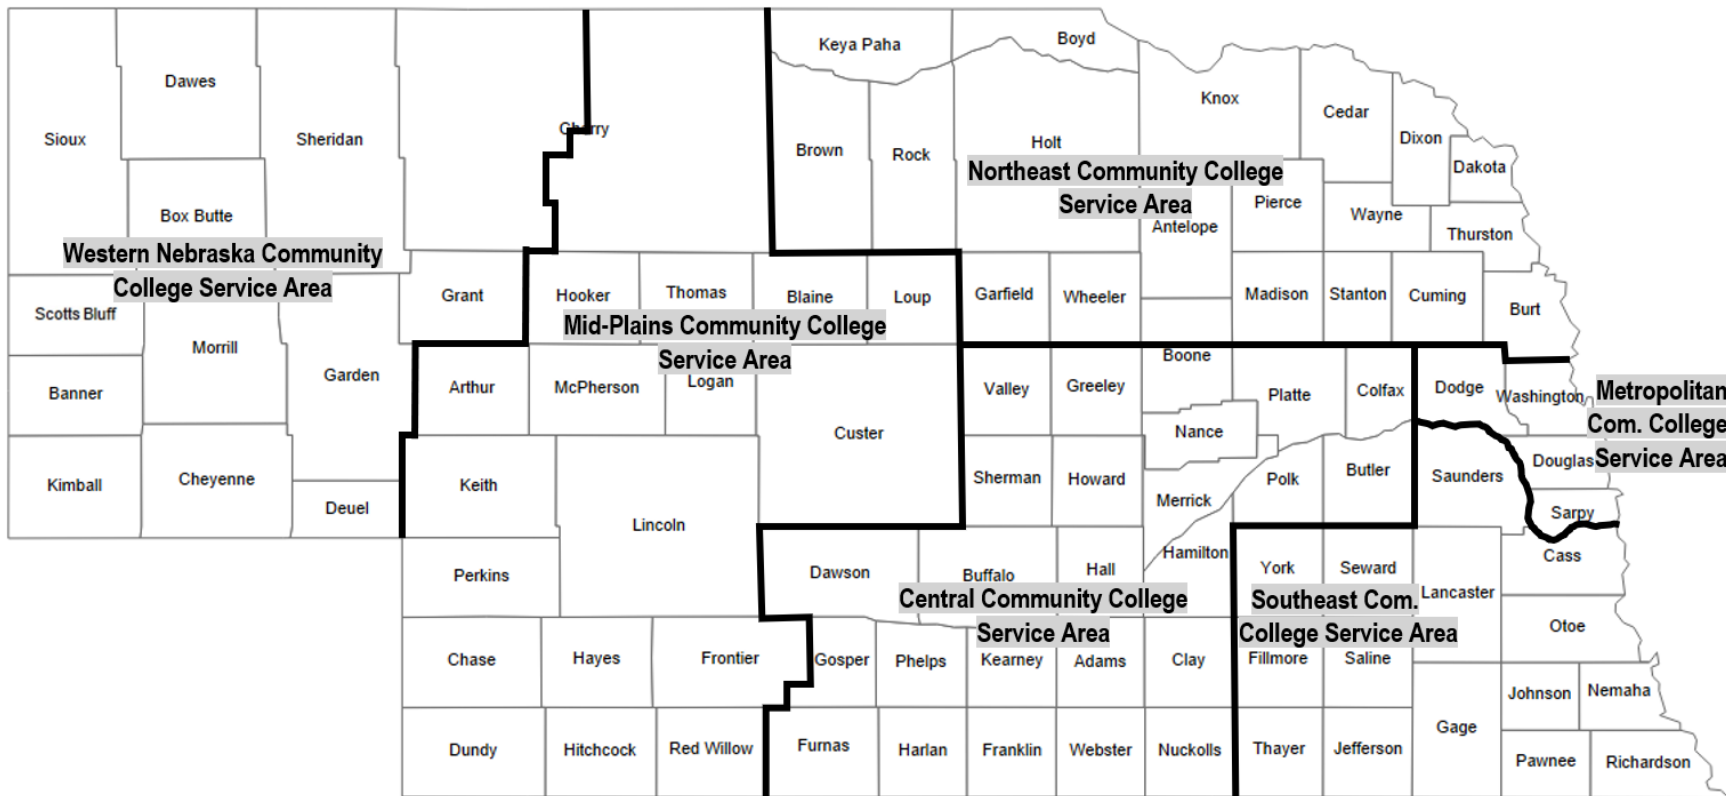 Keya Paha
Boyd
Dawes
Sioux
Sheridan
Cherry
Knox
Cedar
Dixon
Dakota
Brown
Rock
Holt
Northeast Community College
Service Area
Pierce
Wayne
Antelope
Thurston
Box Butte
Western Nebraska Community
College Service Area
Scotts Bluff
Grant
Hooker
Thomas
Blaine
Loup
Garfield
Wheeler
Madison
Stanton
Cuming
Burt
Mid-Plains Community College
Service Area
Morrill
Garden
Banner
Arthur
McPherson
Logan
Custer
Valley
Greeley
Boone
Platte
Colfax
Dodge
Washington
Metropolitan
Com. College
Service Area
Nance
Kimball
Cheyenne
Deuel
Keith
Lincoln
Sherman
Howard
Merrick
Polk
Butler
Saunders
Douglas
Sarpy
Cass
Perkins
Dawson
Buffalo
Hall
Hamilton
York
Seward
Lancaster
Central Community College
Service Area
Southeast Com.
College Service Area
Otoe
Chase
Hayes
Frontier
Gosper
Phelps
Kearney
Adams
Clay
Fillmore
Saline
Johnson
Nemaha
Dundy
Hitchcock
Red Willow
Furnas
Harlan
Franklin
Webster
Nuckolls
Thayer
Jefferson
Gage
Pawnee
Richardson